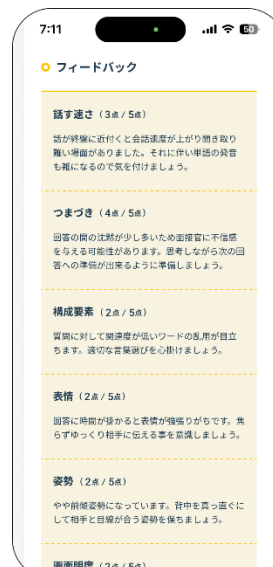 7:11
50
フィードバック
話す速さ（3点 / 5点）
話が終盤に近付くと会話速度が上がり聞き取り
難い場面がありました。それに伴い単語の発音
も雑になるので気を付けましょう。
つまづき（4点 / 5点）
回答の間の沈黙が少し多いため面接官に不信感
を与える可能性があります。思考しながら次の回
答への準備が出来るように準備しましょう。
構成要素（2点 / 5点）
質問に対して関連度が低いワードの乱用が目立
ちます。適切な言葉選びを心掛けましょう。
表情（2点 / 5点）
回答に時間が掛かると表情が強張りがちです。焦
らずゆっくり相手に伝える事を意識しましょう。
姿勢（2点 / 5点）
やや前傾姿勢になっています。背中を真っ直ぐに
して相手と目線が合う姿勢を保ちましょう。
画面明度（2点 / 5点）